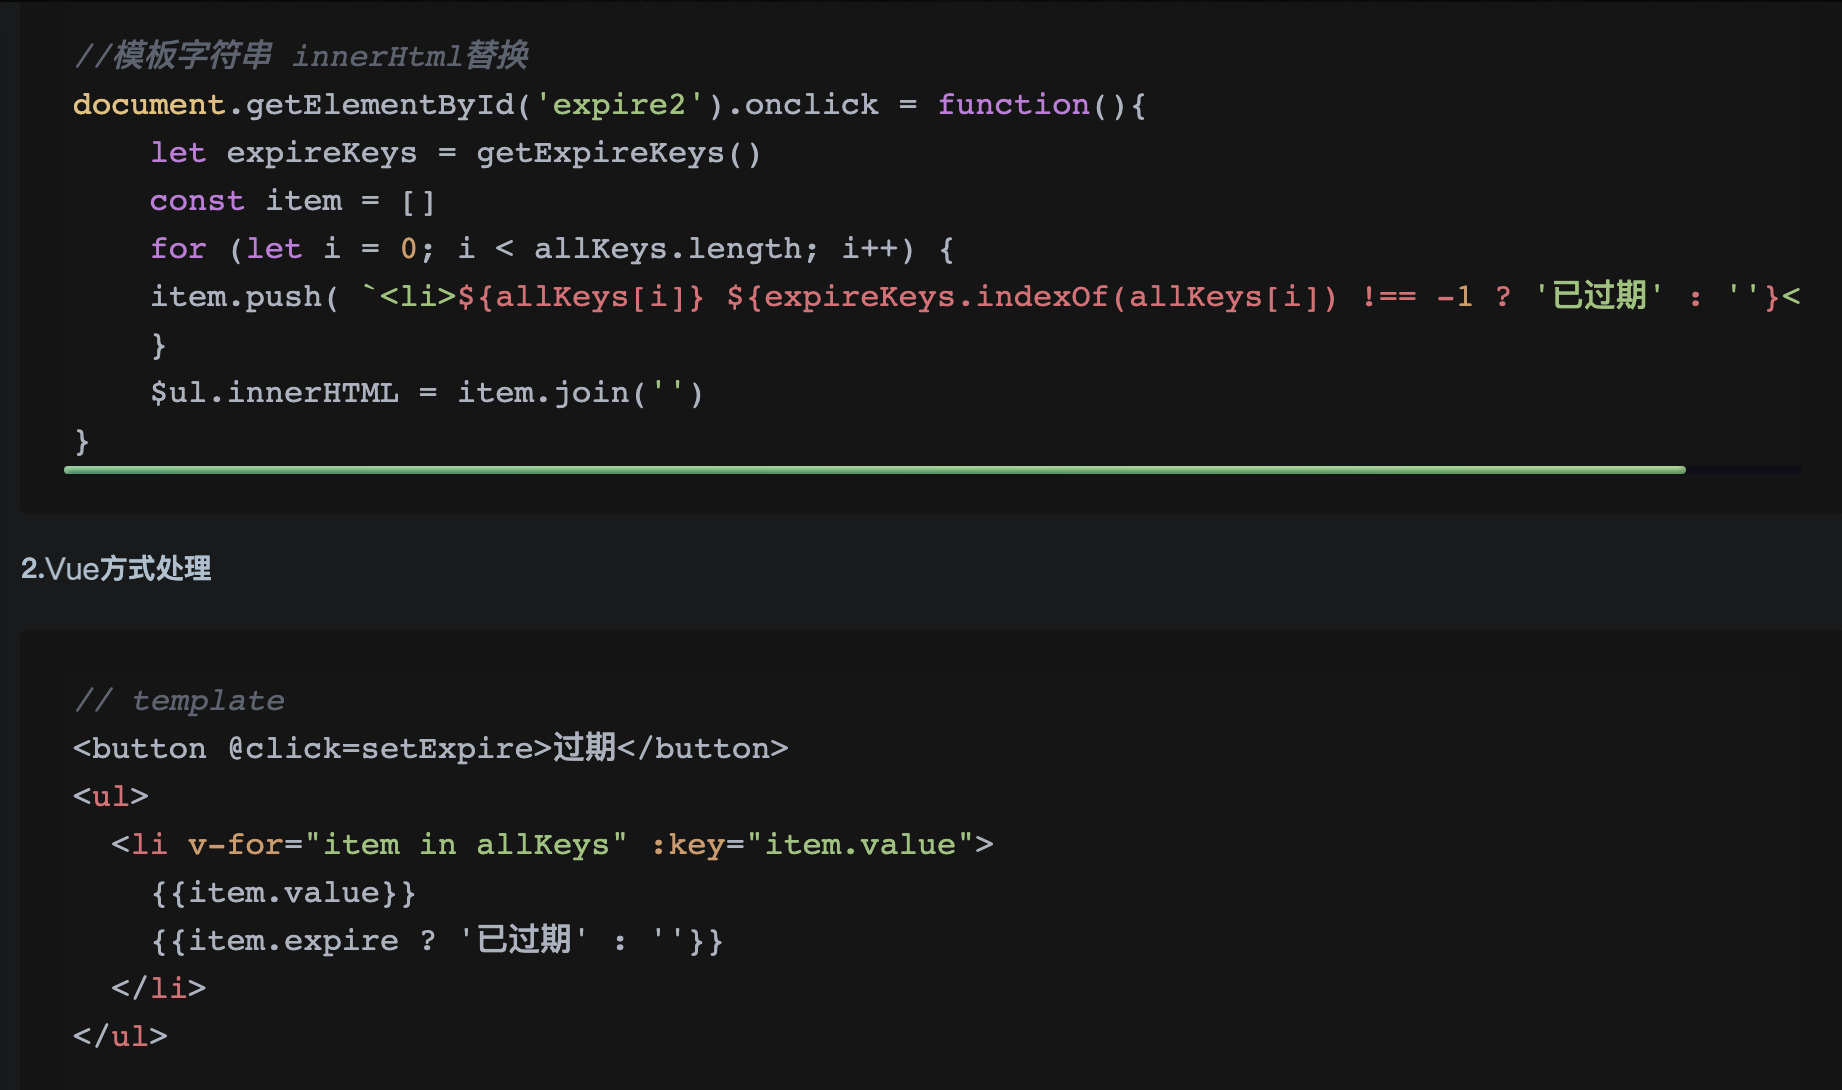 //模板字符串 innerHtml替换
document.getElementById('expire2').onclick = function(){
    let expireKeys = getExpireKeys()
    const item = []
    for (let i = 0; i < allKeys.length; i++) {
    item.push( `<li>${allKeys[i]} ${expireKeys.indexOf(allKeys[i]) !== -1 ? '已过期' : ''}<
    }
    $ul.innerHTML = item.join('')
}
2.Vue方式处理
// template
<button @click=setExpire>过期</button>
<ul>
  <li v-for="item in allKeys" :key="item.value">
    {{item.value}}
    {{item.expire ? '已过期' : ''}}
  </li>
</ul>